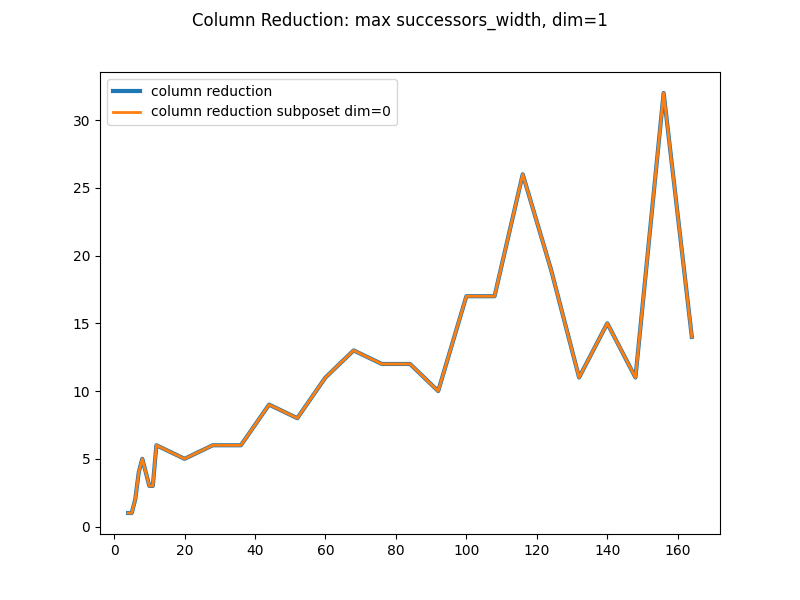 Column Reduction: max successors_width, dim=1
column reduction
column reduction subposet dim=0
30
25
20
15
10
5
0
0 20 40 60 80 100 120 140 160